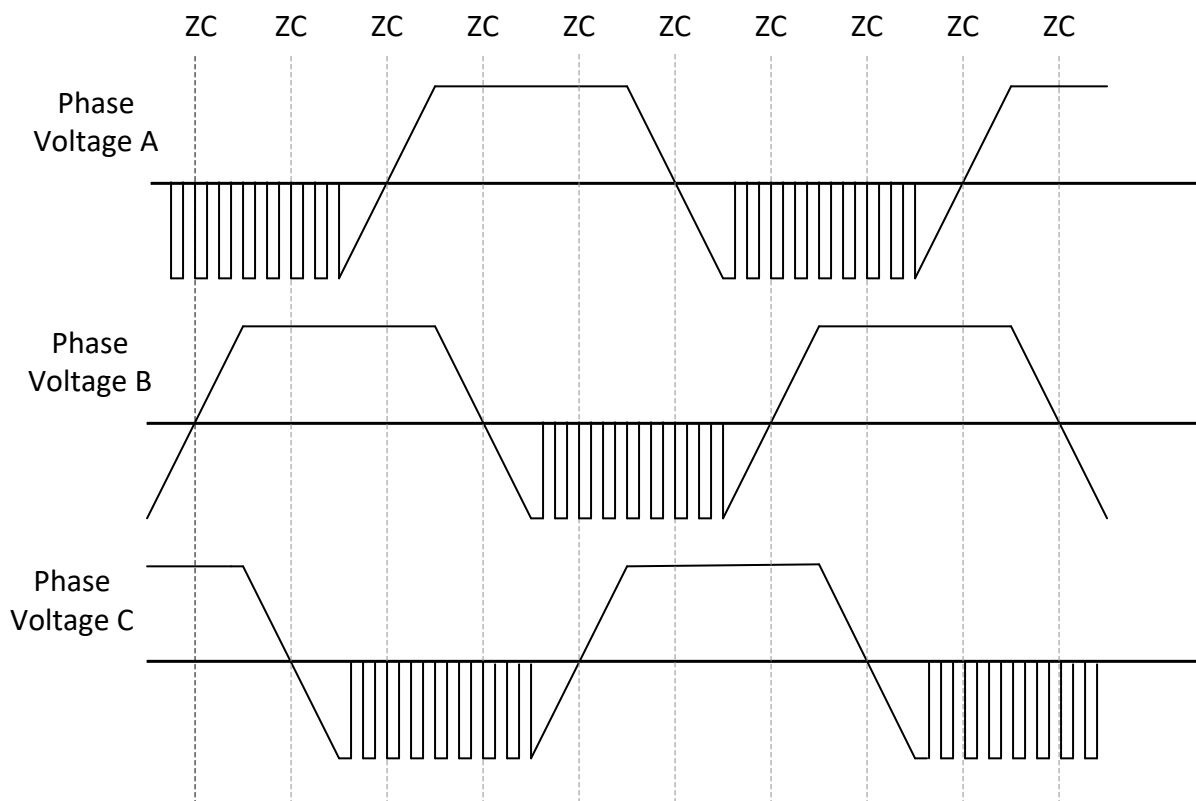 ZC ZC ZC ZC ZC ZC ZC ZC ZC ZC
Phase
Voltage A
Phase
Voltage B
Phase
Voltage C